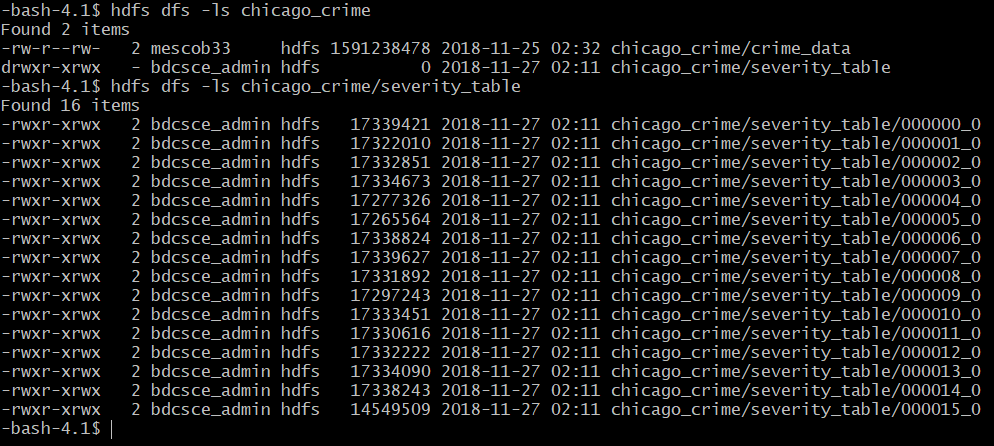 -bash-4.1$ hdfs dfs -ls chicago_crime
Found 2 items
-rw-r--rw-   2 mescob33     hdfs 1591238478 2018-11-25 02:32 chicago_crime/crime_data
drwxr-xrwx   - bdcsce_admin hdfs          0 2018-11-27 02:11 chicago_crime/severity_table
-bash-4.1$ hdfs dfs -ls chicago_crime/severity_table
Found 16 items
-rwxr-xrwx   2 bdcsce_admin hdfs   17339421 2018-11-27 02:11 chicago_crime/severity_table/000000_0
-rwxr-xrwx   2 bdcsce_admin hdfs   17322010 2018-11-27 02:11 chicago_crime/severity_table/000001_0
-rwxr-xrwx   2 bdcsce_admin hdfs   17332851 2018-11-27 02:11 chicago_crime/severity_table/000002_0
-rwxr-xrwx   2 bdcsce_admin hdfs   17334673 2018-11-27 02:11 chicago_crime/severity_table/000003_0
-rwxr-xrwx   2 bdcsce_admin hdfs   17277326 2018-11-27 02:11 chicago_crime/severity_table/000004_0
-rwxr-xrwx   2 bdcsce_admin hdfs   17265564 2018-11-27 02:11 chicago_crime/severity_table/000005_0
-rwxr-xrwx   2 bdcsce_admin hdfs   17338824 2018-11-27 02:11 chicago_crime/severity_table/000006_0
-rwxr-xrwx   2 bdcsce_admin hdfs   17339627 2018-11-27 02:11 chicago_crime/severity_table/000007_0
-rwxr-xrwx   2 bdcsce_admin hdfs   17331892 2018-11-27 02:11 chicago_crime/severity_table/000008_0
-rwxr-xrwx   2 bdcsce_admin hdfs   17297243 2018-11-27 02:11 chicago_crime/severity_table/000009_0
-rwxr-xrwx   2 bdcsce_admin hdfs   17333451 2018-11-27 02:11 chicago_crime/severity_table/000010_0
-rwxr-xrwx   2 bdcsce_admin hdfs   17330616 2018-11-27 02:11 chicago_crime/severity_table/000011_0
-rwxr-xrwx   2 bdcsce_admin hdfs   17332222 2018-11-27 02:11 chicago_crime/severity_table/000012_0
-rwxr-xrwx   2 bdcsce_admin hdfs   17334090 2018-11-27 02:11 chicago_crime/severity_table/000013_0
-rwxr-xrwx   2 bdcsce_admin hdfs   17338243 2018-11-27 02:11 chicago_crime/severity_table/000014_0
-rwxr-xrwx   2 bdcsce_admin hdfs   14549509 2018-11-27 02:11 chicago_crime/severity_table/000015_0
-bash-4.1$